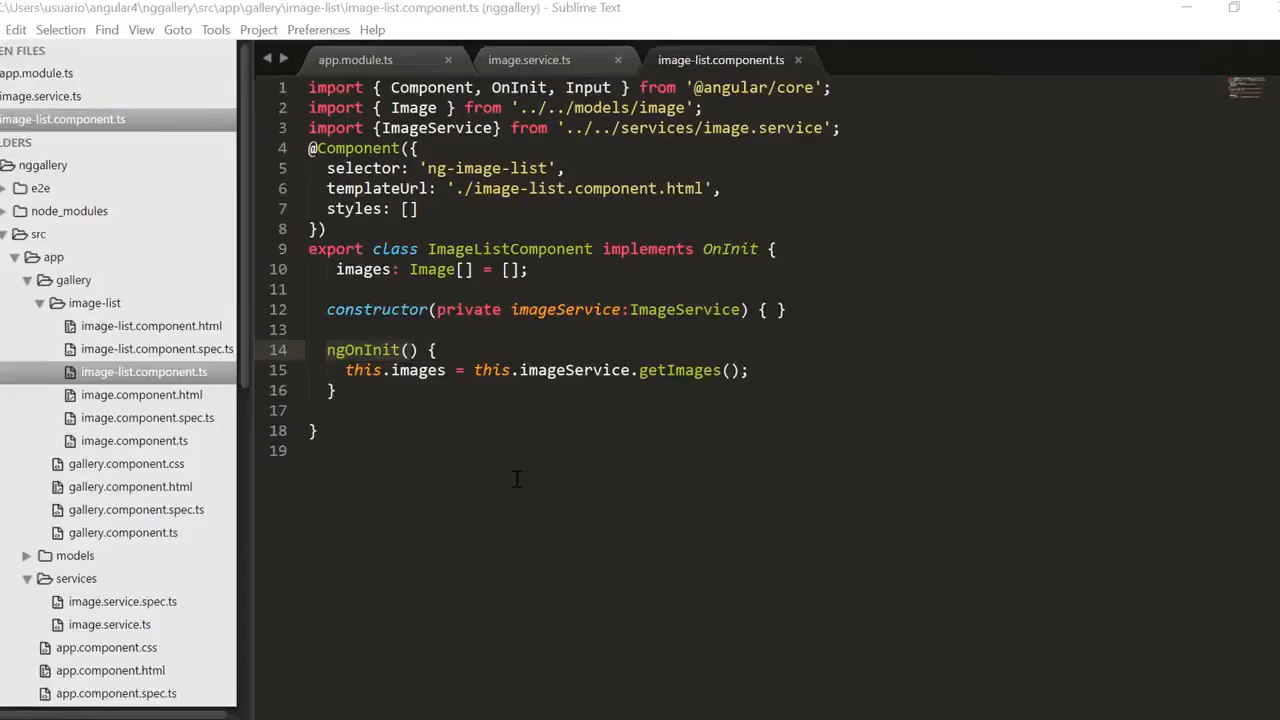 :\Users\usuario\angular4\nggallery\src\app\gallery\image-list\image-list.component.ts (nggallery) - Sublime Text
Edit Selection Find View Goto Tools Project Preferences Help
EN FILES
app.module.ts
image.service.ts
image-list.component.ts
LDERS
nggallery
e2e
node_modules
src
app
gallery
image-list
image-list.component.html
image-list.component.spec.ts
image-list.component.ts
image.component.html
image.component.spec.ts
image.component.ts
gallery.component.css
gallery.component.html
gallery.component.spec.ts
gallery.component.ts
models
services
image.service.spec.ts
image.service.ts
app.component.css
app.component.html
app.component.spec.ts
app.module.ts × image.service.ts × image-list.component.ts ×
1 import { Component, OnInit, Input } from '@angular/core';
2 import { Image } from '../../models/image';
3 import {ImageService} from '../../services/image.service';
4 @Component({
5 selector: 'ng-image-list',
6 templateUrl: './image-list.component.html',
7 styles: []
8 })
9 export class ImageListComponent implements OnInit {
10 images: Image[] = [];
11
12 constructor(private imageService:ImageService) { }
13
14 ngOnInit() {
15 this.images = this.imageService.getImages();
16 }
17
18 }
19